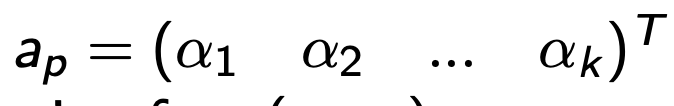 a_p = (α_1 α_2 ... α_k)^T